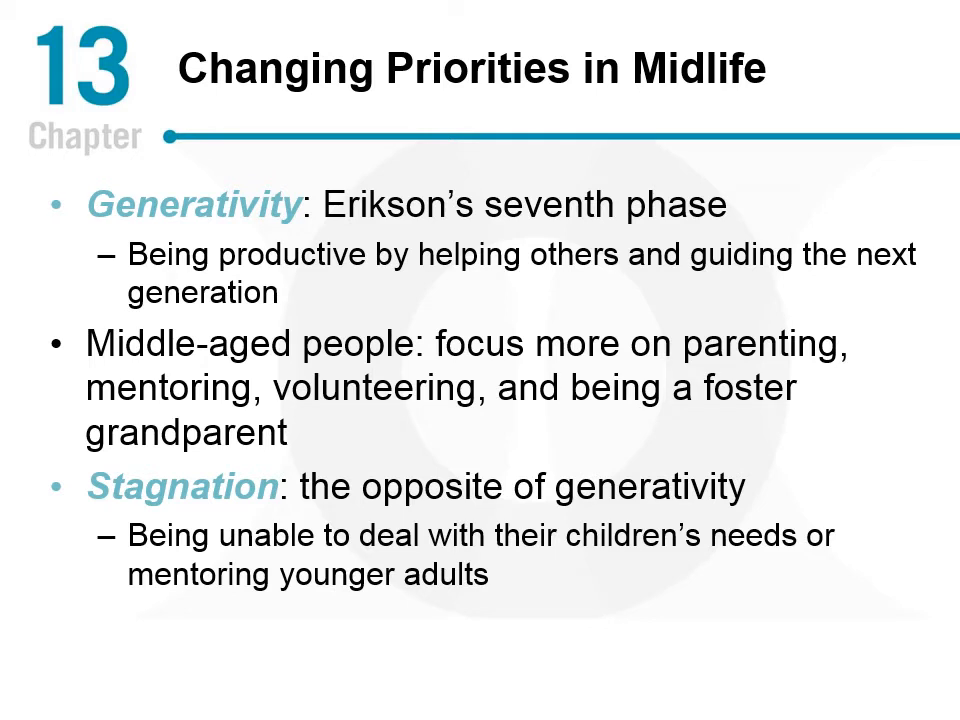 13
Chapter
Changing Priorities in Midlife
• Generativity: Erikson’s seventh phase
– Being productive by helping others and guiding the next
generation
• Middle-aged people: focus more on parenting,
mentoring, volunteering, and being a foster
grandparent
• Stagnation: the opposite of generativity
– Being unable to deal with their children’s needs or
mentoring younger adults